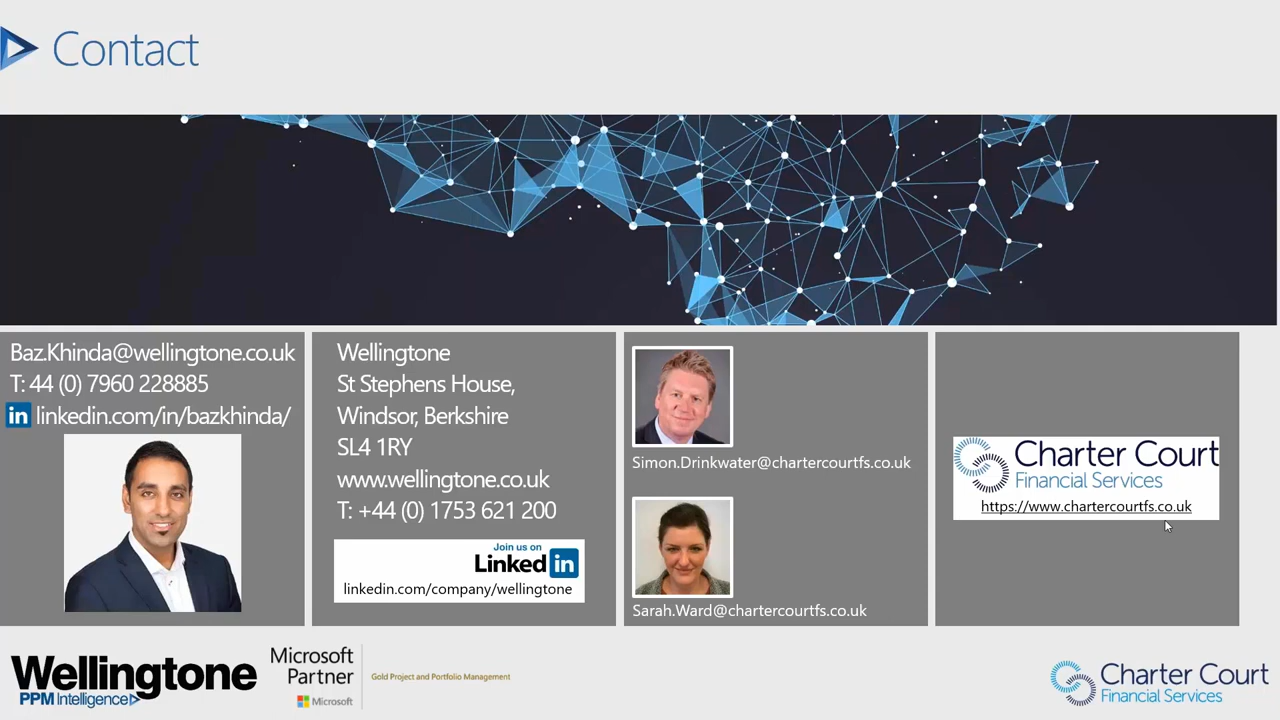 Contact
Baz.Khinda@wellingtone.co.uk
T: 44 (0) 7960 228885
in linkedin.com/in/bazkhinda/
Wellingtone
St Stephens House,
Windsor, Berkshire
SL4 1RY
www.wellingtone.co.uk
T: +44 (0) 1753 621 200
Join us on
Linked in
linkedin.com/company/wellingtone
Simon.Drinkwater@chartercourtfs.co.uk
Sarah.Ward@chartercourtfs.co.uk
Charter Court
Financial Services
https://www.chartercourtfs.co.uk
Wellingtone
PPM Intelligence
Microsoft
Partner
Microsoft
Gold Project and Portfolio Management
Charter Court
Financial Services